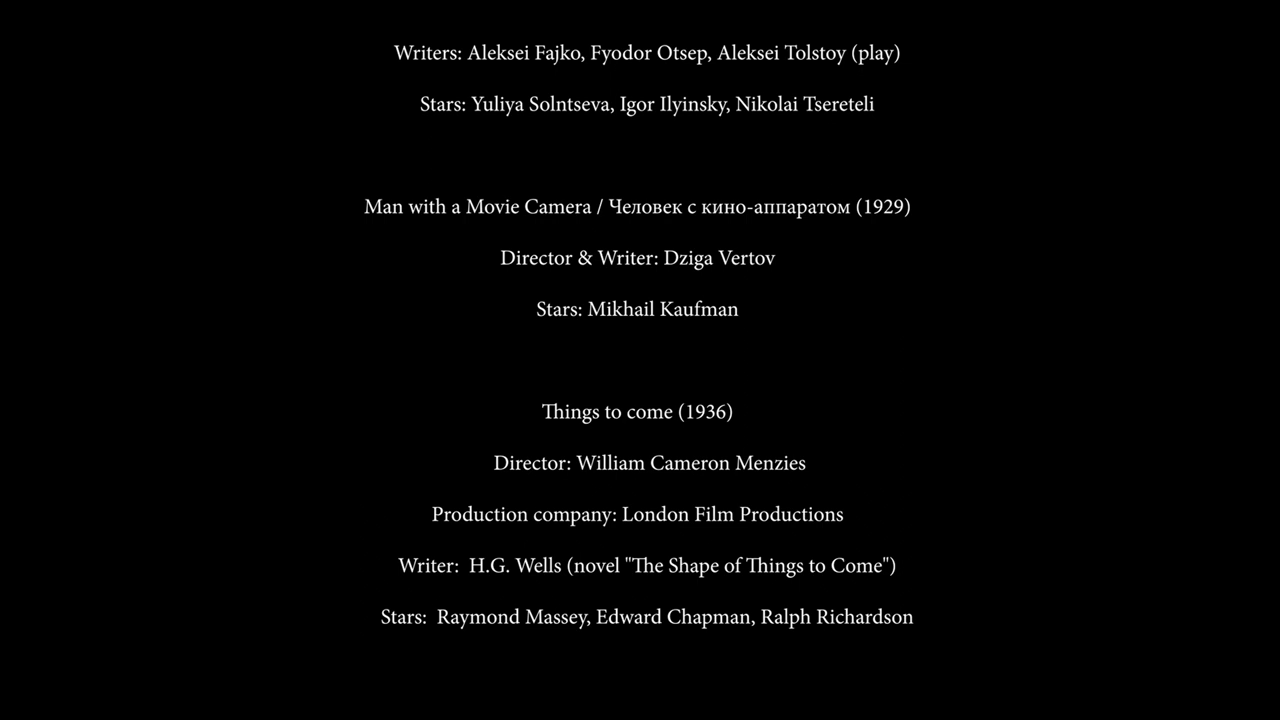 Writers: Aleksei Fajko, Fyodor Otsep, Aleksei Tolstoy (play)
Stars: Yuliya Solntseva, Igor Ilyinsky, Nikolai Tsereteli
Man with a Movie Camera / Человек с кино-аппаратом (1929)
Director & Writer: Dziga Vertov
Stars: Mikhail Kaufman
Things to come (1936)
Director: William Cameron Menzies
Production company: London Film Productions
Writer:  H.G. Wells (novel "The Shape of Things to Come")
Stars:  Raymond Massey, Edward Chapman, Ralph Richardson